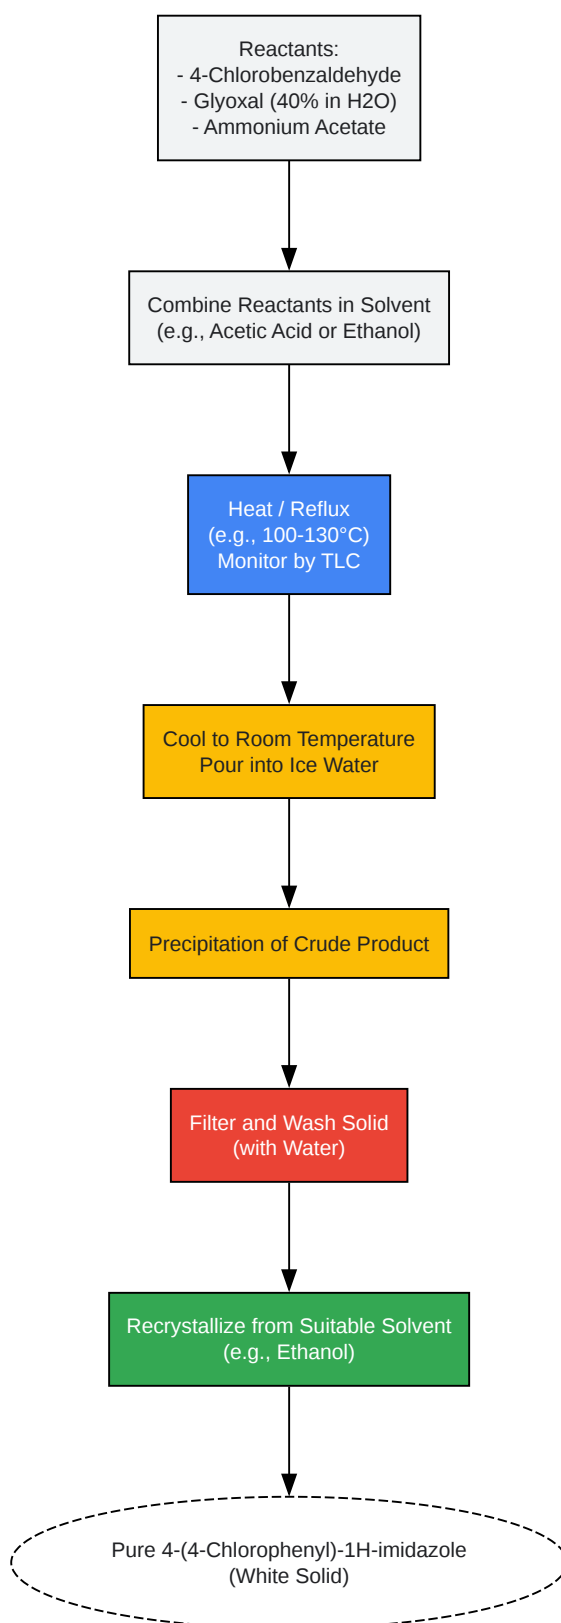 Reactants:
- 4-Chlorobenzaldehyde
- Glyoxal (40% in H2O)
- Ammonium Acetate
Combine Reactants in Solvent
(e.g., Acetic Acid or Ethanol)
Heat / Reflux
(e.g., 100-130°C)
Monitor by TLC
Cool to Room Temperature
Pour into Ice Water
Precipitation of Crude Product
Filter and Wash Solid
(with Water)
Recrystallize from Suitable Solvent
(e.g., Ethanol)
Pure 4-(4-Chlorophenyl)-1H-imidazole
(White Solid)